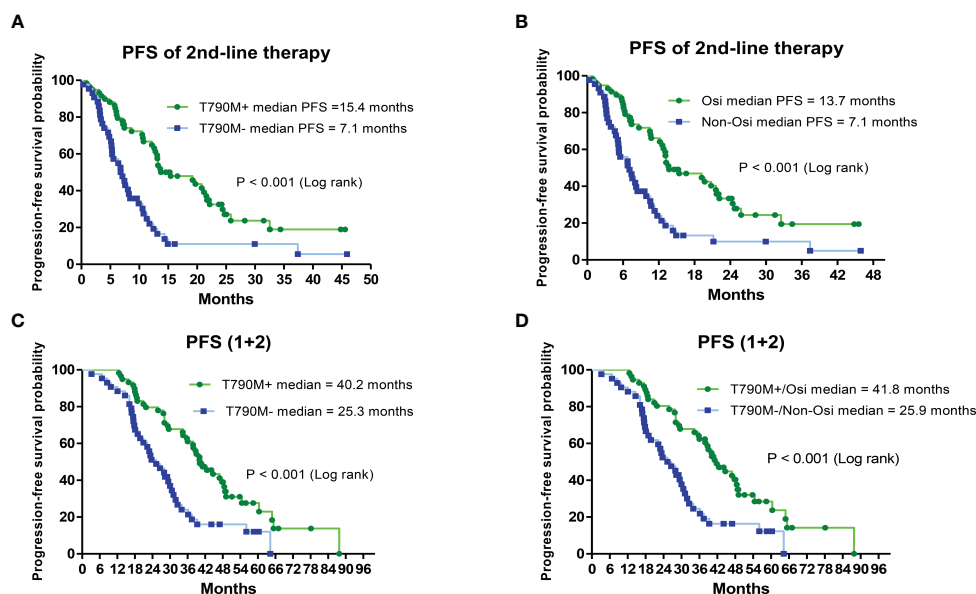 A
PFS of 2nd-line therapy
Progression-free survival probability
100
80
60
40
20
0
T790M+ median PFS =15.4 months
T790M- median PFS = 7.1 months
P < 0.001 (Log rank)
0 5 10 15 20 25 30 35 40 45 50
Months
B
PFS of 2nd-line therapy
Progression-free survival probability
100
80
60
40
20
0
Osi median PFS = 13.7 months
Non-Osi median PFS = 7.1 months
P < 0.001 (Log rank)
0 6 12 18 24 30 36 42 48
Months
C
PFS (1+2)
Progression-free survival probability
100
80
60
40
20
0
T790M+ median = 40.2 months
T790M- median = 25.3 months
P < 0.001 (Log rank)
0 6 12 18 24 30 36 42 48 54 60 66 72 78 84 90 96
Months
D
PFS (1+2)
Progression-free survival probability
100
80
60
40
20
0
T790M+/Osi median = 41.8 months
T790M-/Non-Osi median = 25.9 months
P < 0.001 (Log rank)
0 6 12 18 24 30 36 42 48 54 60 66 72 78 84 90 96
Months